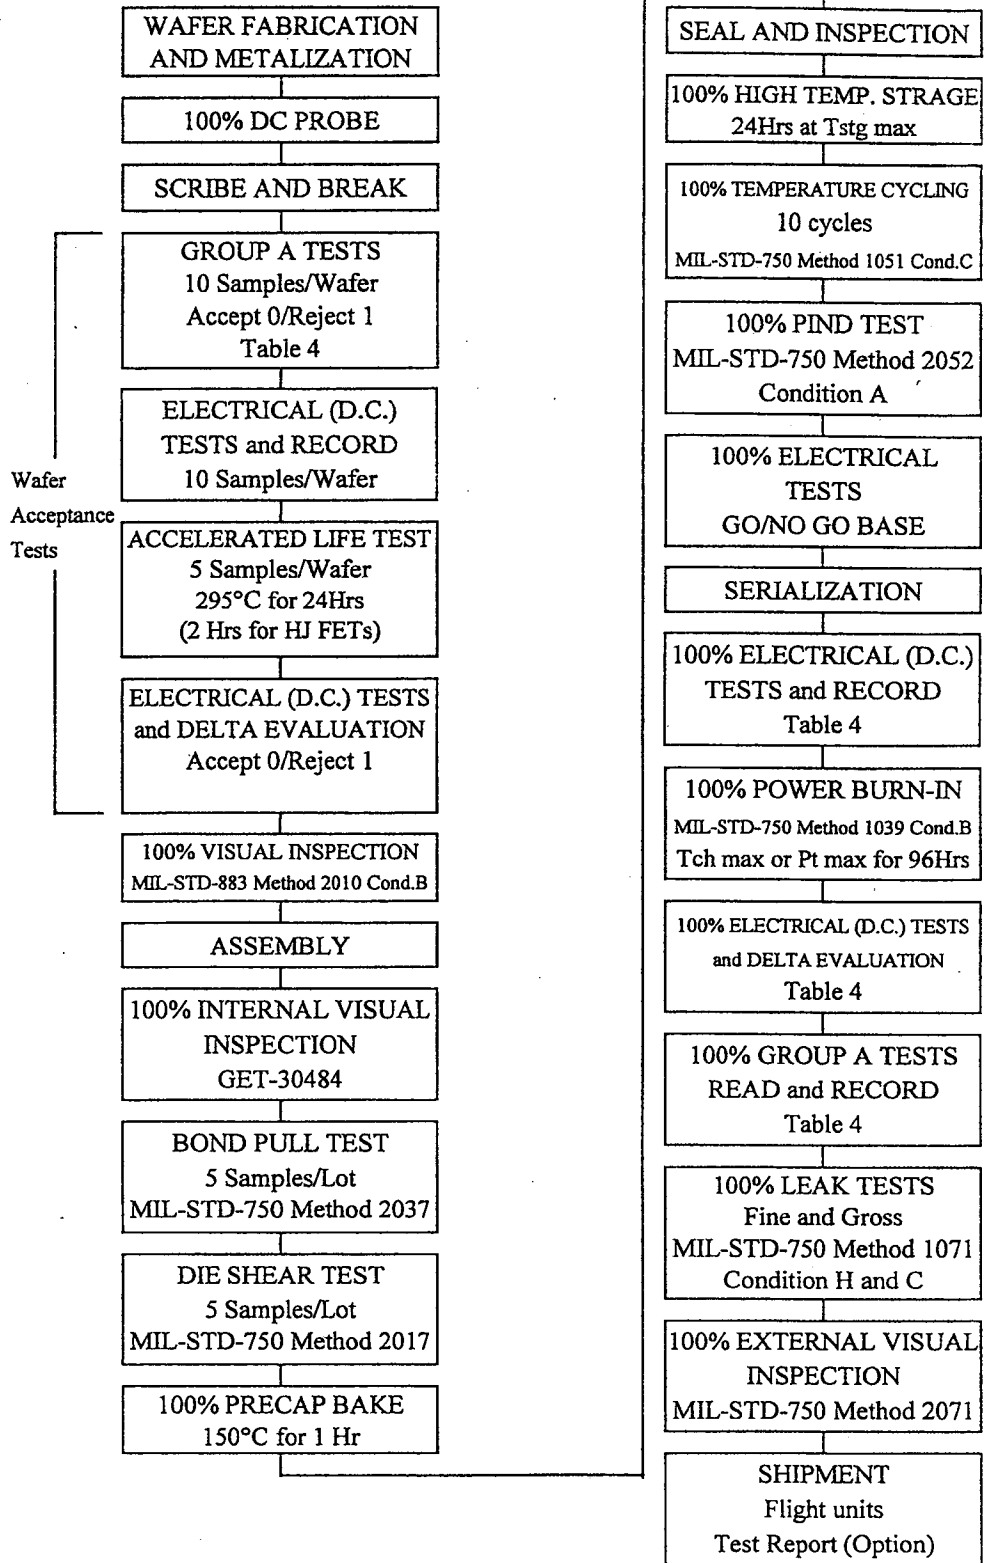 WAFER FABRICATION
AND METALIZATION
100% DC PROBE
SCRIBE AND BREAK
Wafer
Acceptance
Tests
GROUP A TESTS
10 Samples/Wafer
Accept 0/Reject 1
Table 4
ELECTRICAL (D.C.)
TESTS and RECORD
10 Samples/Wafer
ACCELERATED LIFE TEST
5 Samples/Wafer
295°C for 24Hrs
(2 Hrs for HJ FETs)
ELECTRICAL (D.C.) TESTS
and DELTA EVALUATION
Accept 0/Reject 1
100% VISUAL INSPECTION
MIL-STD-883 Method 2010 Cond.B
ASSEMBLY
100% INTERNAL VISUAL
INSPECTION
GET-30484
BOND PULL TEST
5 Samples/Lot
MIL-STD-750 Method 2037
DIE SHEAR TEST
5 Samples/Lot
MIL-STD-750 Method 2017
100% PRECAP BAKE
150°C for 1 Hr
SEAL AND INSPECTION
100% HIGH TEMP. STRAGE
24Hrs at Tstg max
100% TEMPERATURE CYCLING
10 cycles
MIL-STD-750 Method 1051 Cond.C
100% PIND TEST
MIL-STD-750 Method 2052
Condition A
100% ELECTRICAL
TESTS
GO/NO GO BASE
SERIALIZATION
100% ELECTRICAL (D.C.)
TESTS and RECORD
Table 4
100% POWER BURN-IN
MIL-STD-750 Method 1039 Cond.B
Tch max or Pt max for 96Hrs
100% ELECTRICAL (D.C.) TESTS
and DELTA EVALUATION
Table 4
100% GROUP A TESTS
READ and RECORD
Table 4
100% LEAK TESTS
Fine and Gross
MIL-STD-750 Method 1071
Condition H and C
100% EXTERNAL VISUAL
INSPECTION
MIL-STD-750 Method 2071
SHIPMENT
Flight units
Test Report (Option)